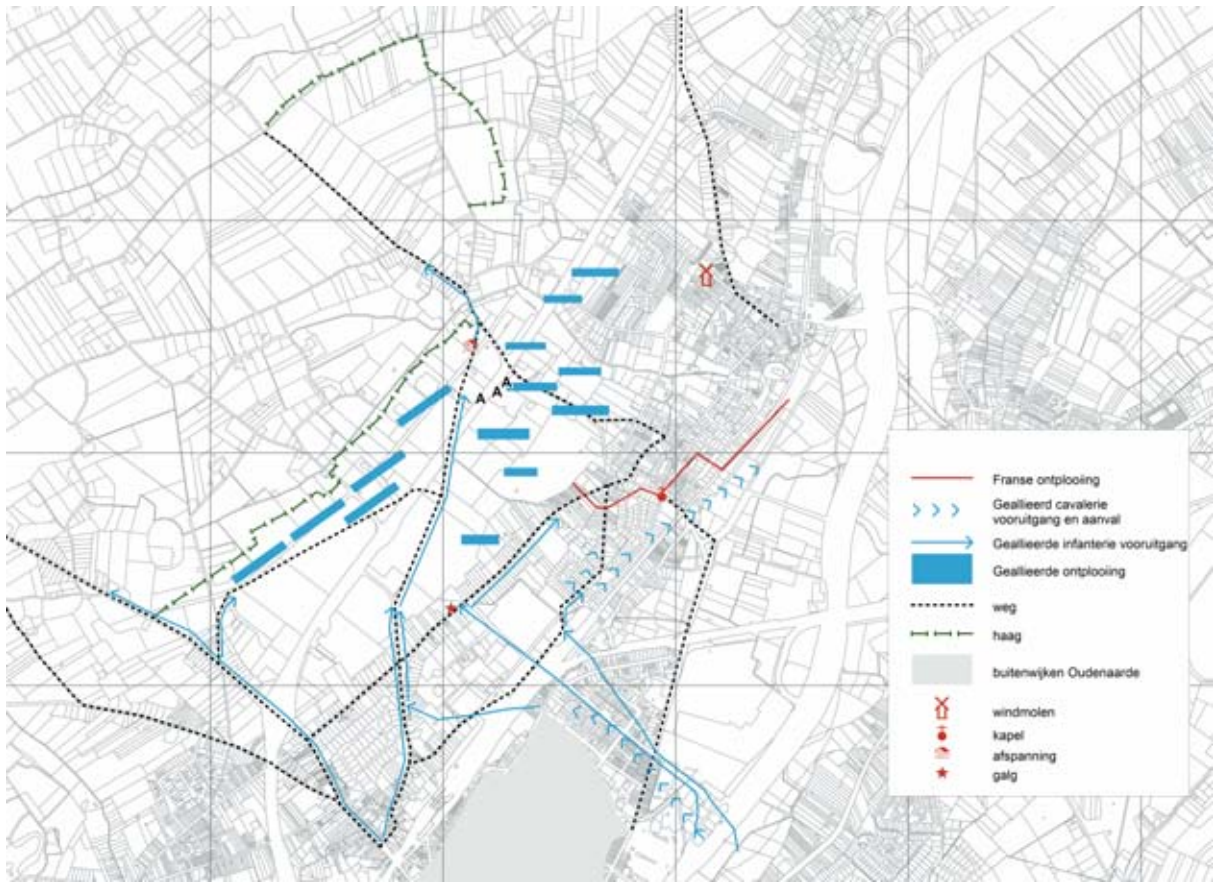 A A A
Franse ontplooiing
Geallieerd cavalerie
vooruitgang en aanval
Geallieerde infanterie vooruitgang
Geallieerde ontplooiing
weg
haag
buitenwijken Oudenaarde
windmolen
kapel
afspanning
galg